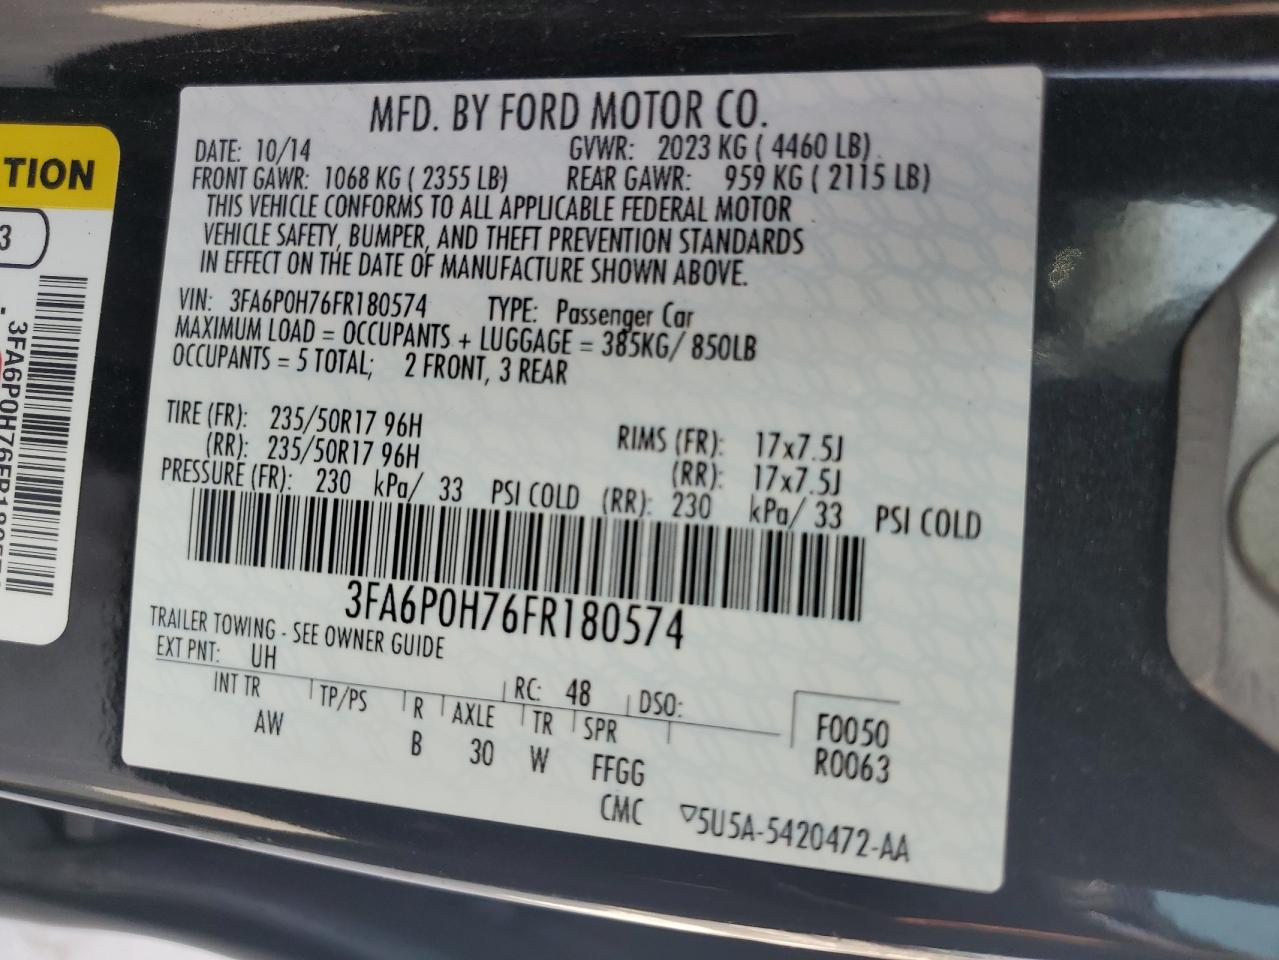 MFD. BY FORD MOTOR CO.
DATE: 10/14 GVWR: 2023 KG ( 4460 LB)
FRONT GAWR: 1068 KG ( 2355 LB) REAR GAWR: 959 KG ( 2115 LB)
THIS VEHICLE CONFORMS TO ALL APPLICABLE FEDERAL MOTOR
VEHICLE SAFETY, BUMPER, AND THEFT PREVENTION STANDARDS
IN EFFECT ON THE DATE OF MANUFACTURE SHOWN ABOVE.
VIN: 3FA6P0H76FR180574 TYPE: Passenger Car
MAXIMUM LOAD = OCCUPANTS + LUGGAGE = 385KG/ 850LB
OCCUPANTS = 5 TOTAL; 2 FRONT, 3 REAR
TIRE (FR): 235/50R17 96H RIMS (FR): 17x7.5J
(RR): 235/50R17 96H (RR): 17x7.5J
PRESSURE (FR): 230 kPa/ 33 PSI COLD (RR): 230 kPa/ 33 PSI COLD
3FA6P0H76FR180574
TRAILER TOWING - SEE OWNER GUIDE
EXT PNT: UH RC: 48 DSO:
INT TR TP/PS R AXLE TR SPR F0050
AW B 30 W FFGG R0063
CMC ▽5U5A-5420472-AA
TION
3